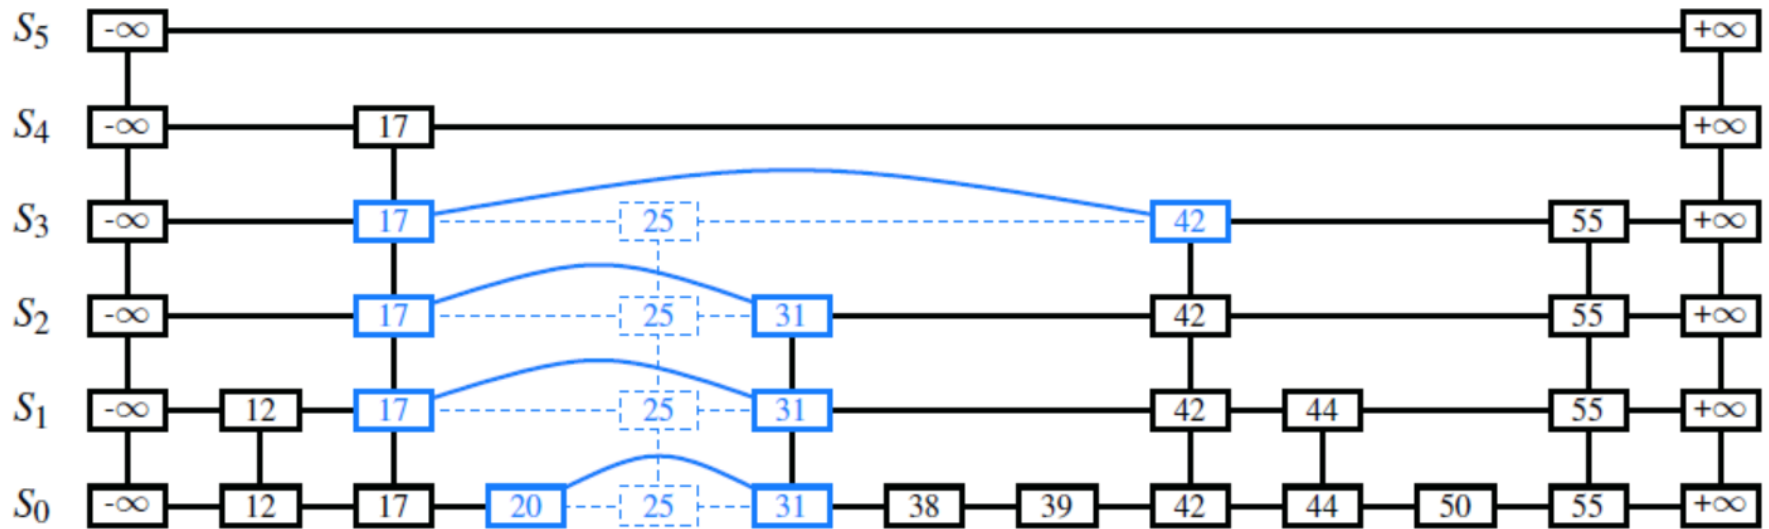 S5 -∞ +∞
S4 -∞ 17 +∞
S3 -∞ 17 25 42 55 +∞
S2 -∞ 17 25 31 42 55 +∞
S1 -∞ 12 17 25 31 42 44 55 +∞
S0 -∞ 12 17 20 25 31 38 39 42 44 50 55 +∞